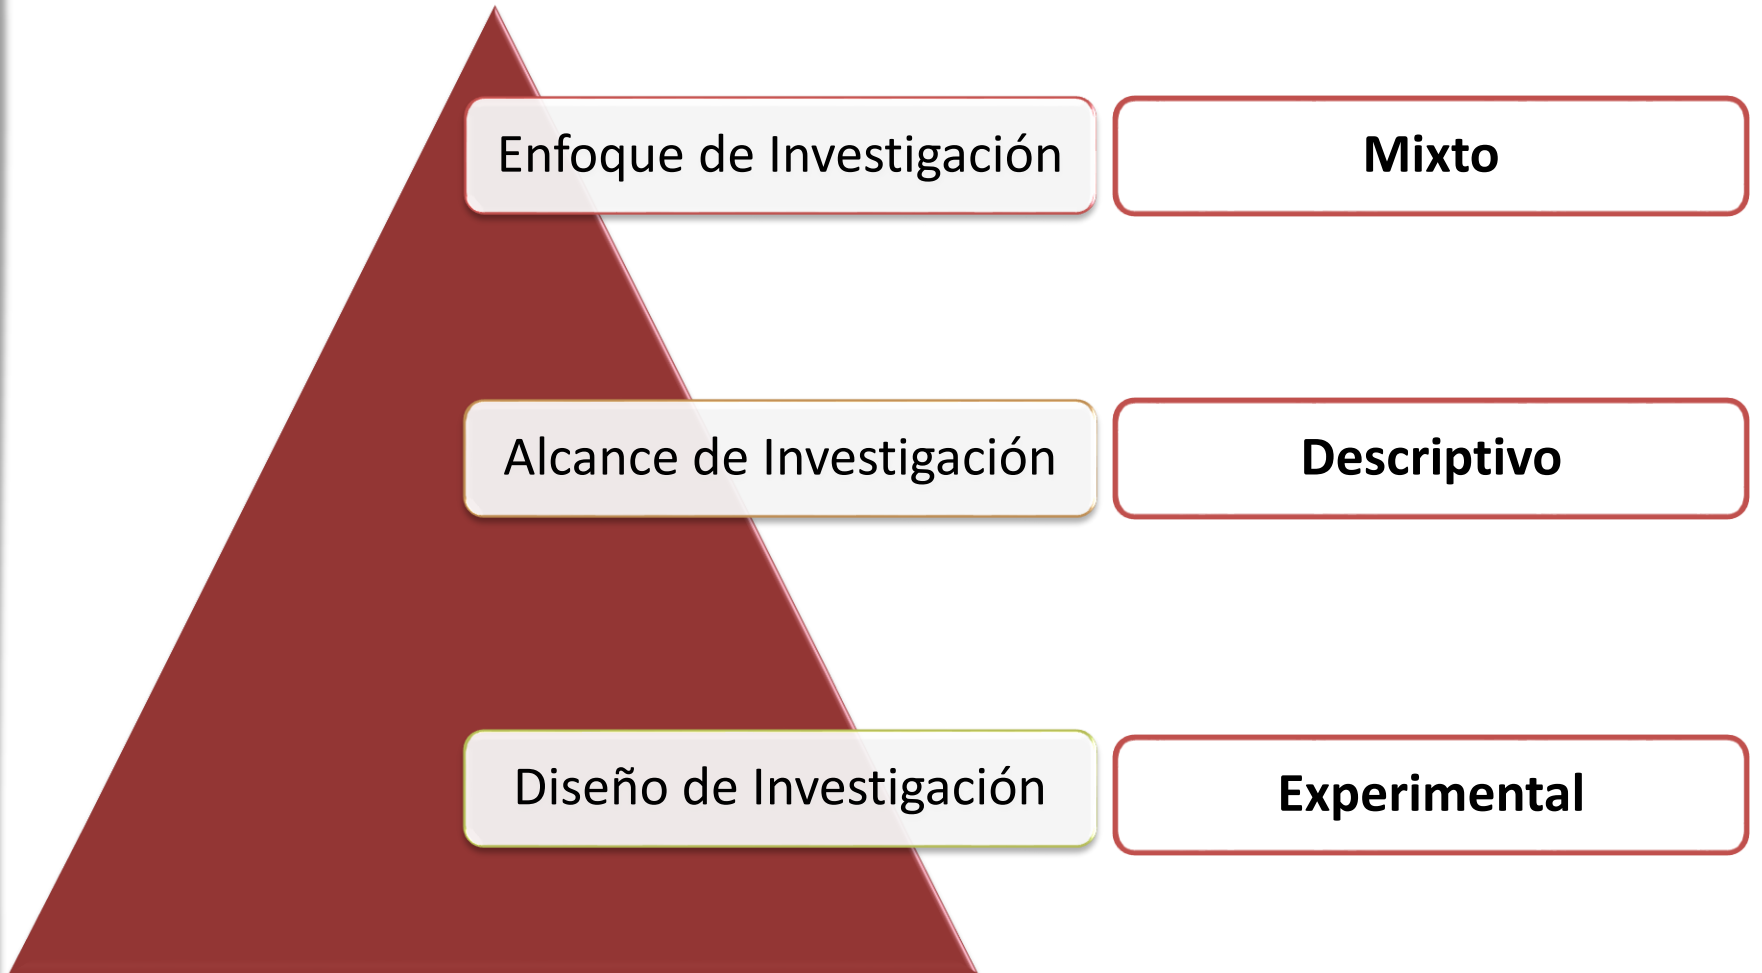 Enfoque de Investigación
Mixto
Alcance de Investigación
Descriptivo
Diseño de Investigación
Experimental